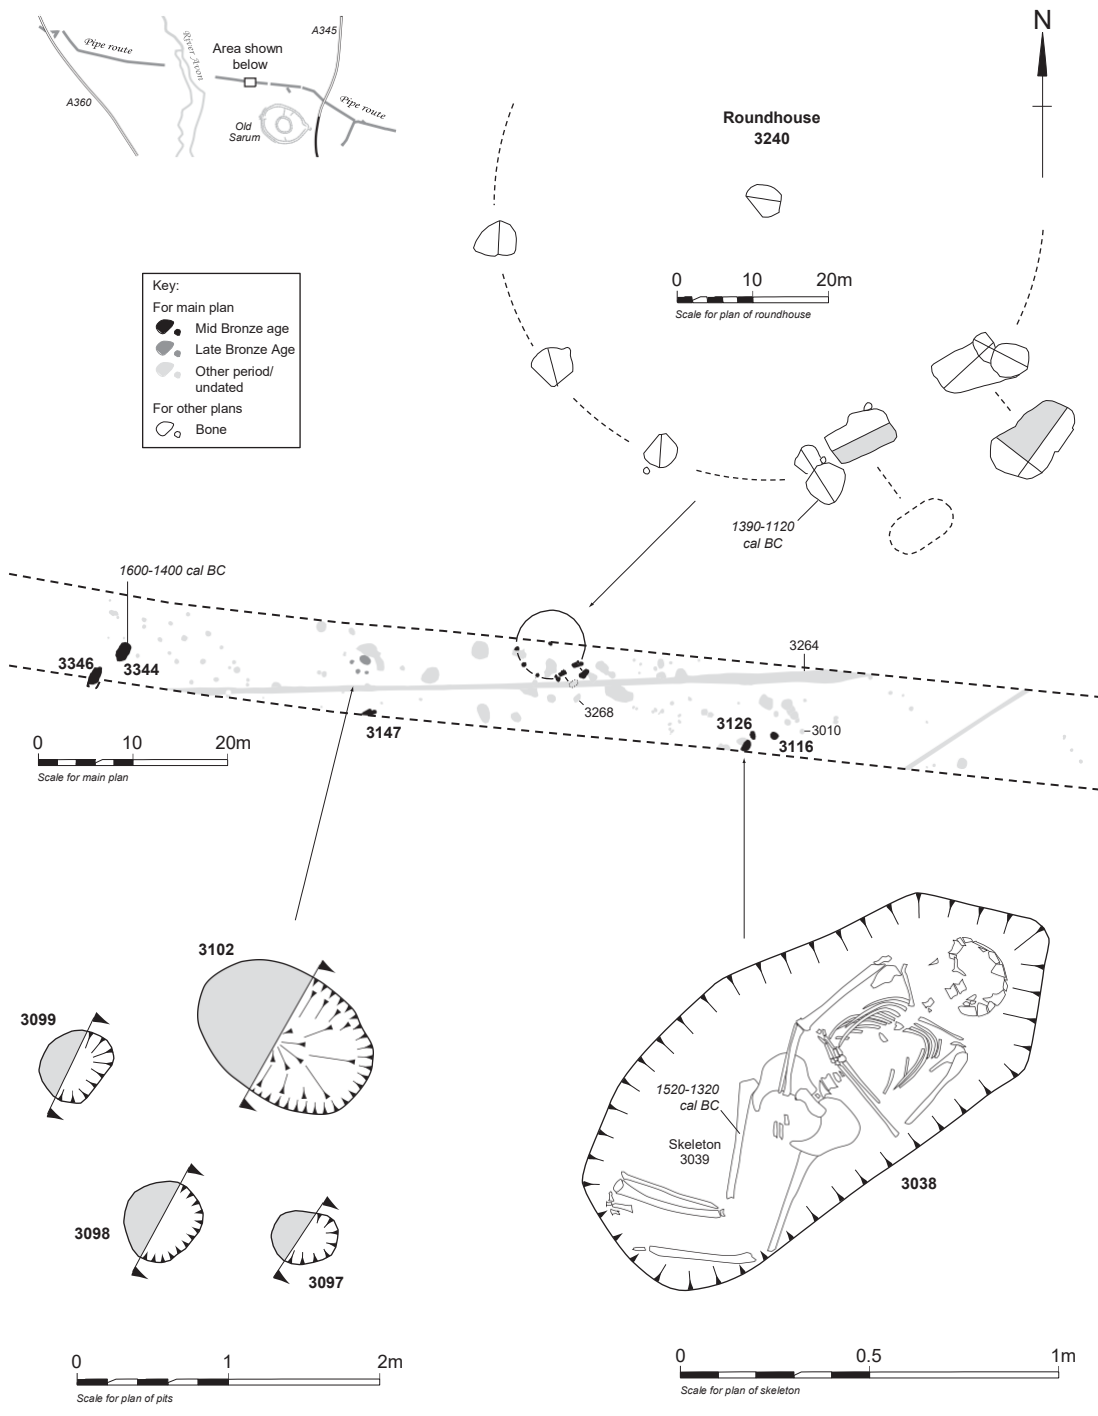 A345
N
Pipe route
River Avon
Area shown
below
A360
Pipe route
Old
Sarum
Roundhouse
3240
0 10 20m
Scale for plan of roundhouse
Key:
For main plan
Mid Bronze age
Late Bronze Age
Other period/
undated
For other plans
Bone
1390-1120
cal BC
1600-1400 cal BC
3346
3344
3264
3268
3147
3126
3010
3116
0 10 20m
Scale for main plan
3102
3099
3098
3097
1520-1320
cal BC
Skeleton
3039
3038
0 1 2m
Scale for plan of pits
0 0.5 1m
Scale for plan of skeleton